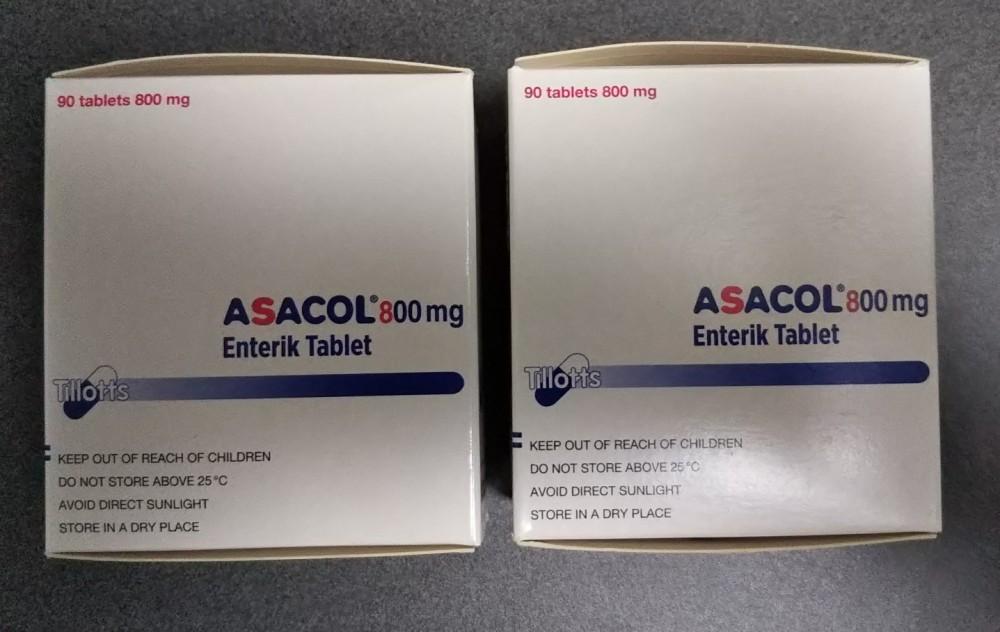 90 tablets 800 mg
ASACOL® 800 mg
Enterik Tablet
Tillotts
KEEP OUT OF REACH OF CHILDREN
DO NOT STORE ABOVE 25 °C
AVOID DIRECT SUNLIGHT
STORE IN A DRY PLACE
90 tablets 800 mg
ASACOL® 800 mg
Enterik Tablet
Tillotts
KEEP OUT OF REACH OF CHILDREN
DO NOT STORE ABOVE 25 °C
AVOID DIRECT SUNLIGHT
STORE IN A DRY PLACE